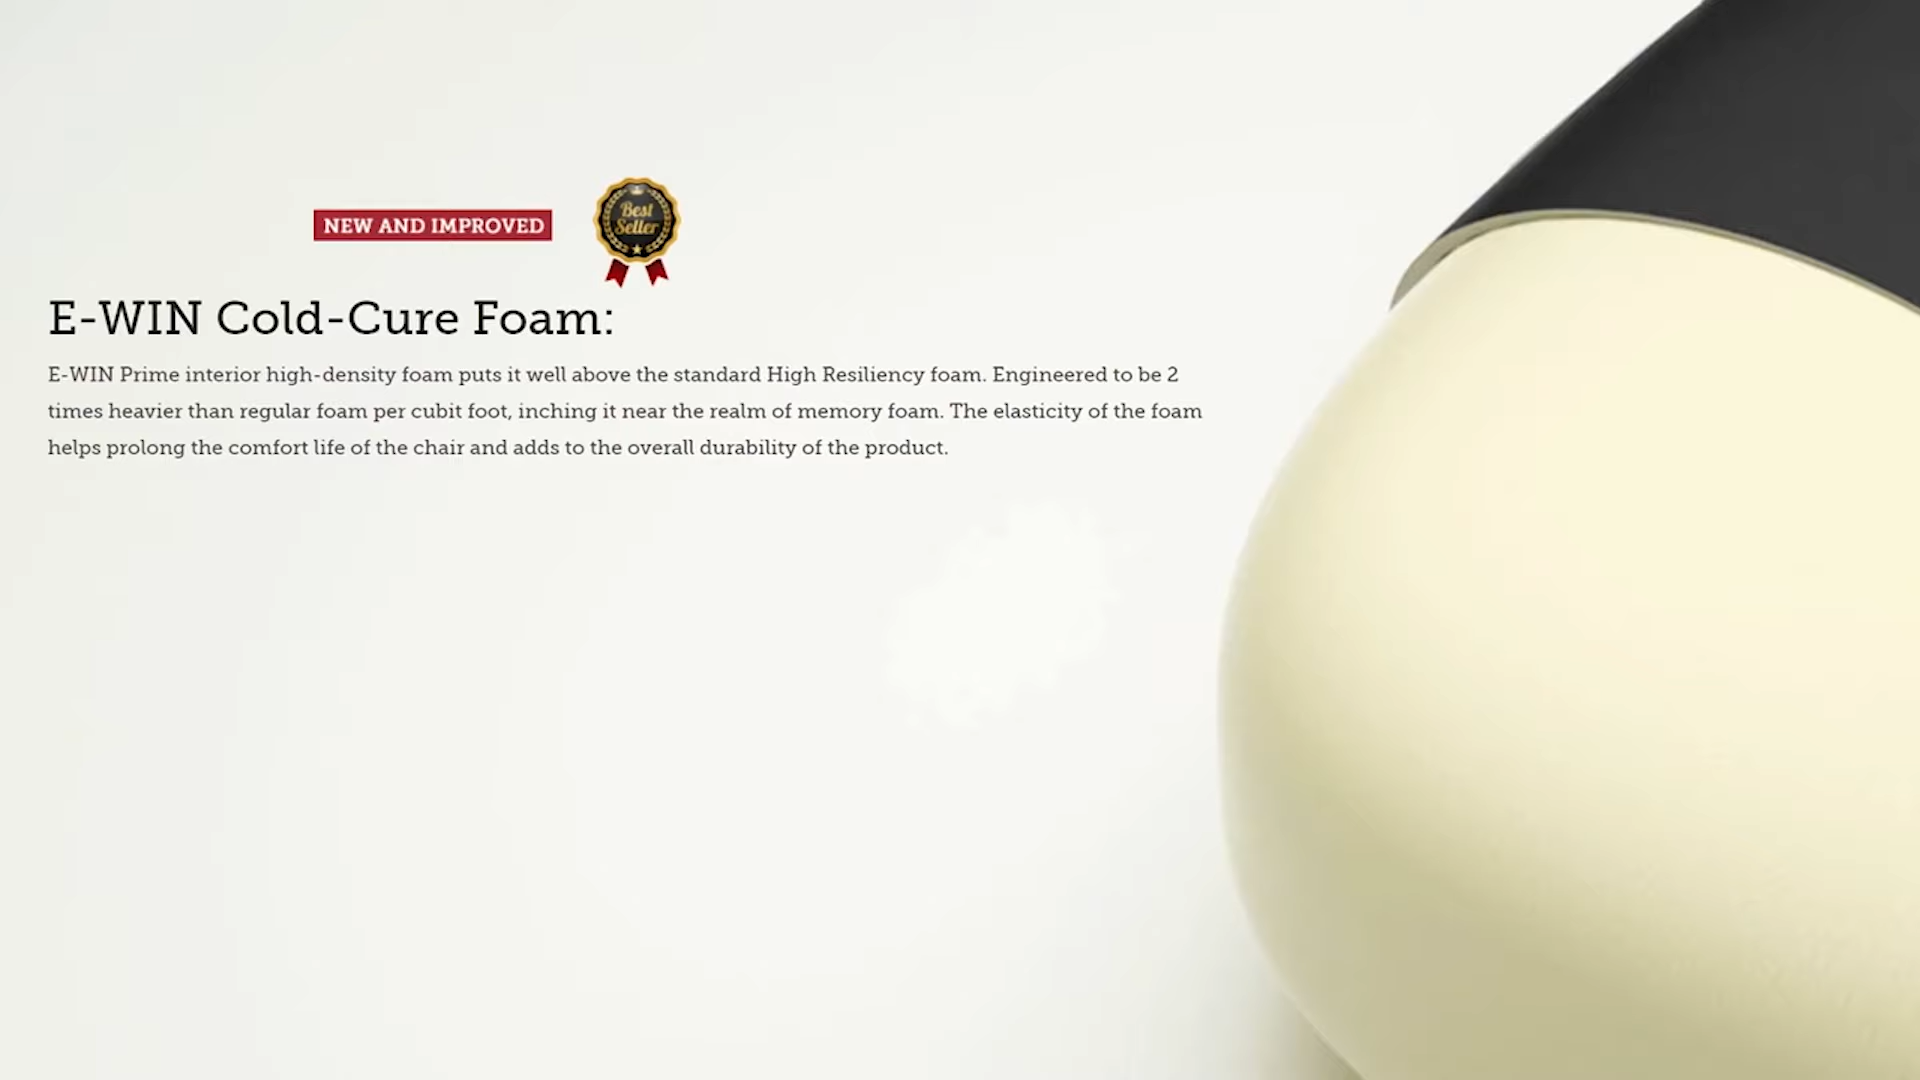 NEW AND IMPROVED
Best
Seller
E-WIN Cold-Cure Foam:
E-WIN Prime interior high-density foam puts it well above the standard High Resiliency foam. Engineered to be 2
times heavier than regular foam per cubit foot, inching it near the realm of memory foam. The elasticity of the foam
helps prolong the comfort life of the chair and adds to the overall durability of the product.